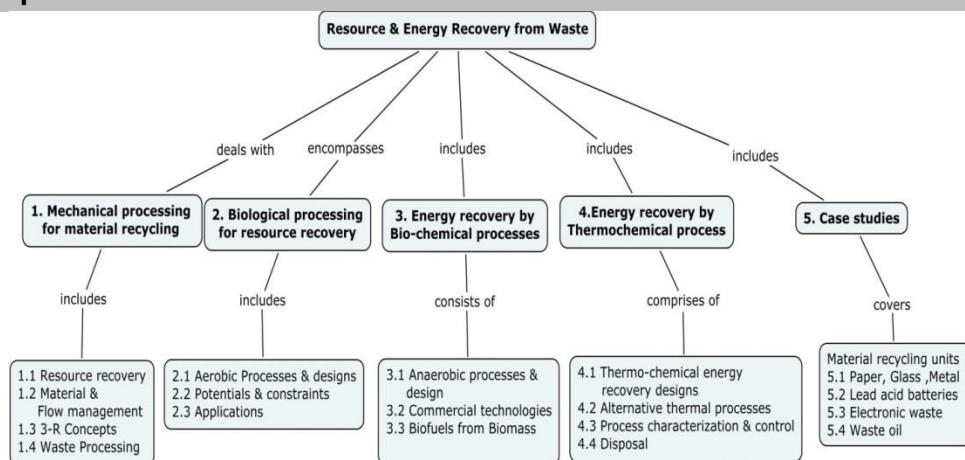 Resource & Energy Recovery from Waste
deals with
encompasses
includes
includes
includes
1. Mechanical processing
for material recycling
2. Biological processing
for resource recovery
3. Energy recovery by
Bio-chemical processes
4.Energy recovery by
Thermochemical process
5. Case studies
includes
includes
consists of
comprises of
covers
1.1 Resource recovery
1.2 Material &
Flow management
1.3 3-R Concepts
1.4 Waste Processing
2.1 Aerobic Processes & designs
2.2 Potentials & constraints
2.3 Applications
3.1 Anaerobic processes &
design
3.2 Commercial technologies
3.3 Biofuels from Biomass
4.1 Thermo-chemical energy
recovery designs
4.2 Alternative thermal processes
4.3 Process characterization & control
4.4 Disposal
Material recycling units
5.1 Paper, Glass ,Metal
5.2 Lead acid batteries
5.3 Electronic waste
5.4 Waste oil